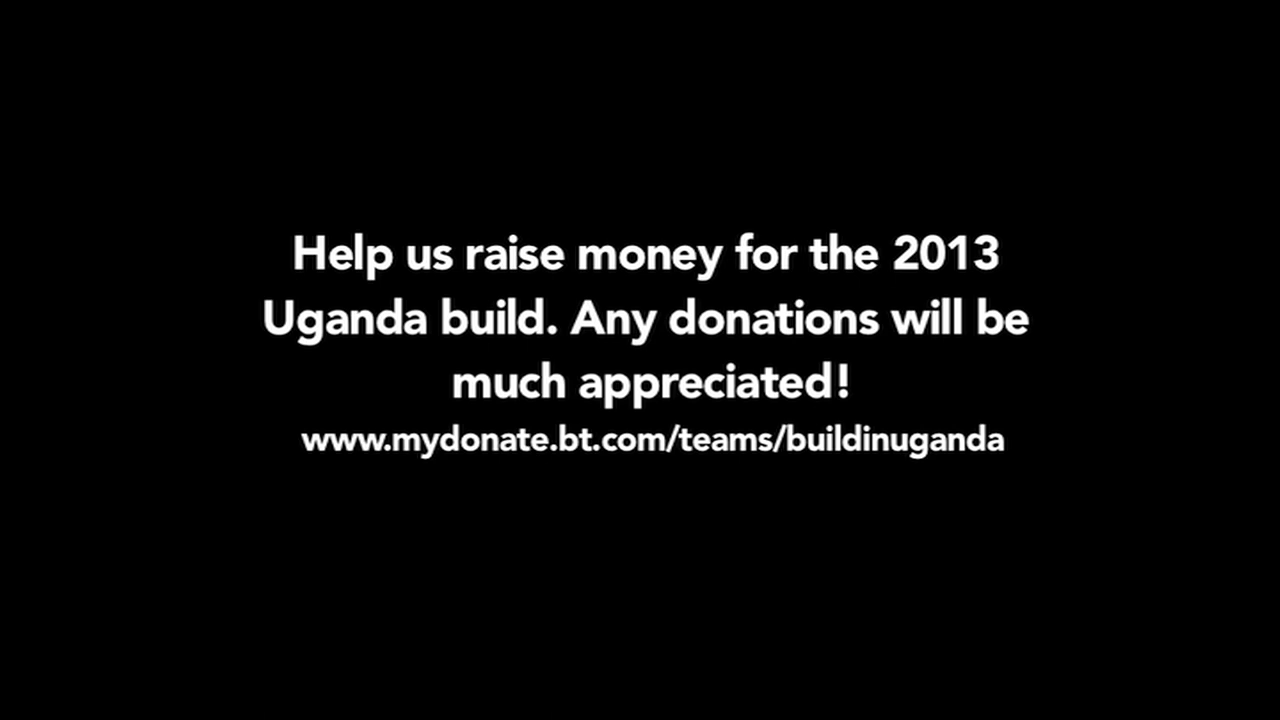 Help us raise money for the 2013
Uganda build. Any donations will be
much appreciated!
www.mydonate.bt.com/teams/buildinuganda